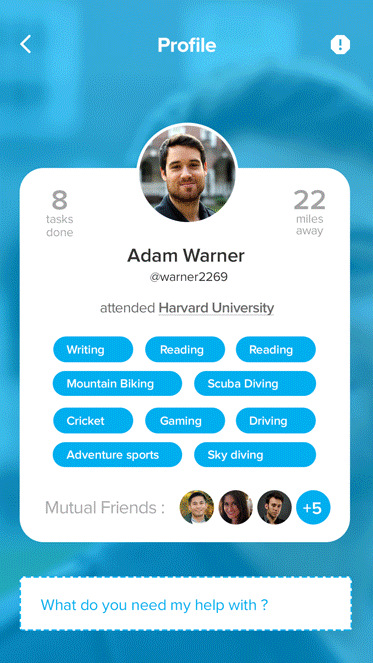 Profile
8
tasks
done
22
miles
away
Adam Warner
@warner2269
attended Harvard University
Writing
Reading
Reading
Mountain Biking
Scuba Diving
Cricket
Gaming
Driving
Adventure sports
Sky diving
Mutual Friends :
+5
What do you need my help with ?